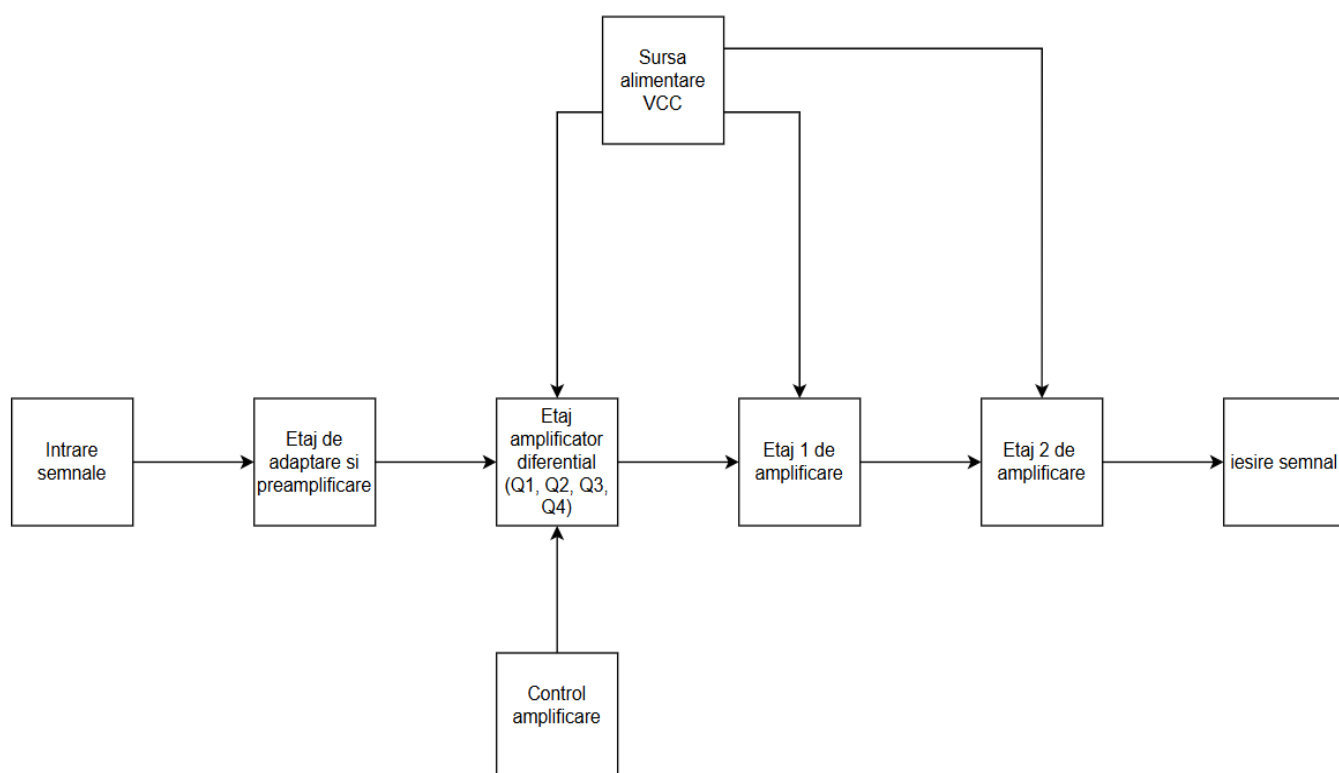 Sursa
alimentare
VCC
Intrare
semnale
Etaj de
adaptare si
preamplificare
Etaj
amplificator
diferential
(Q1, Q2, Q3,
Q4)
Etaj 1 de
amplificare
Etaj 2 de
amplificare
iesire semnal
Control
amplificare